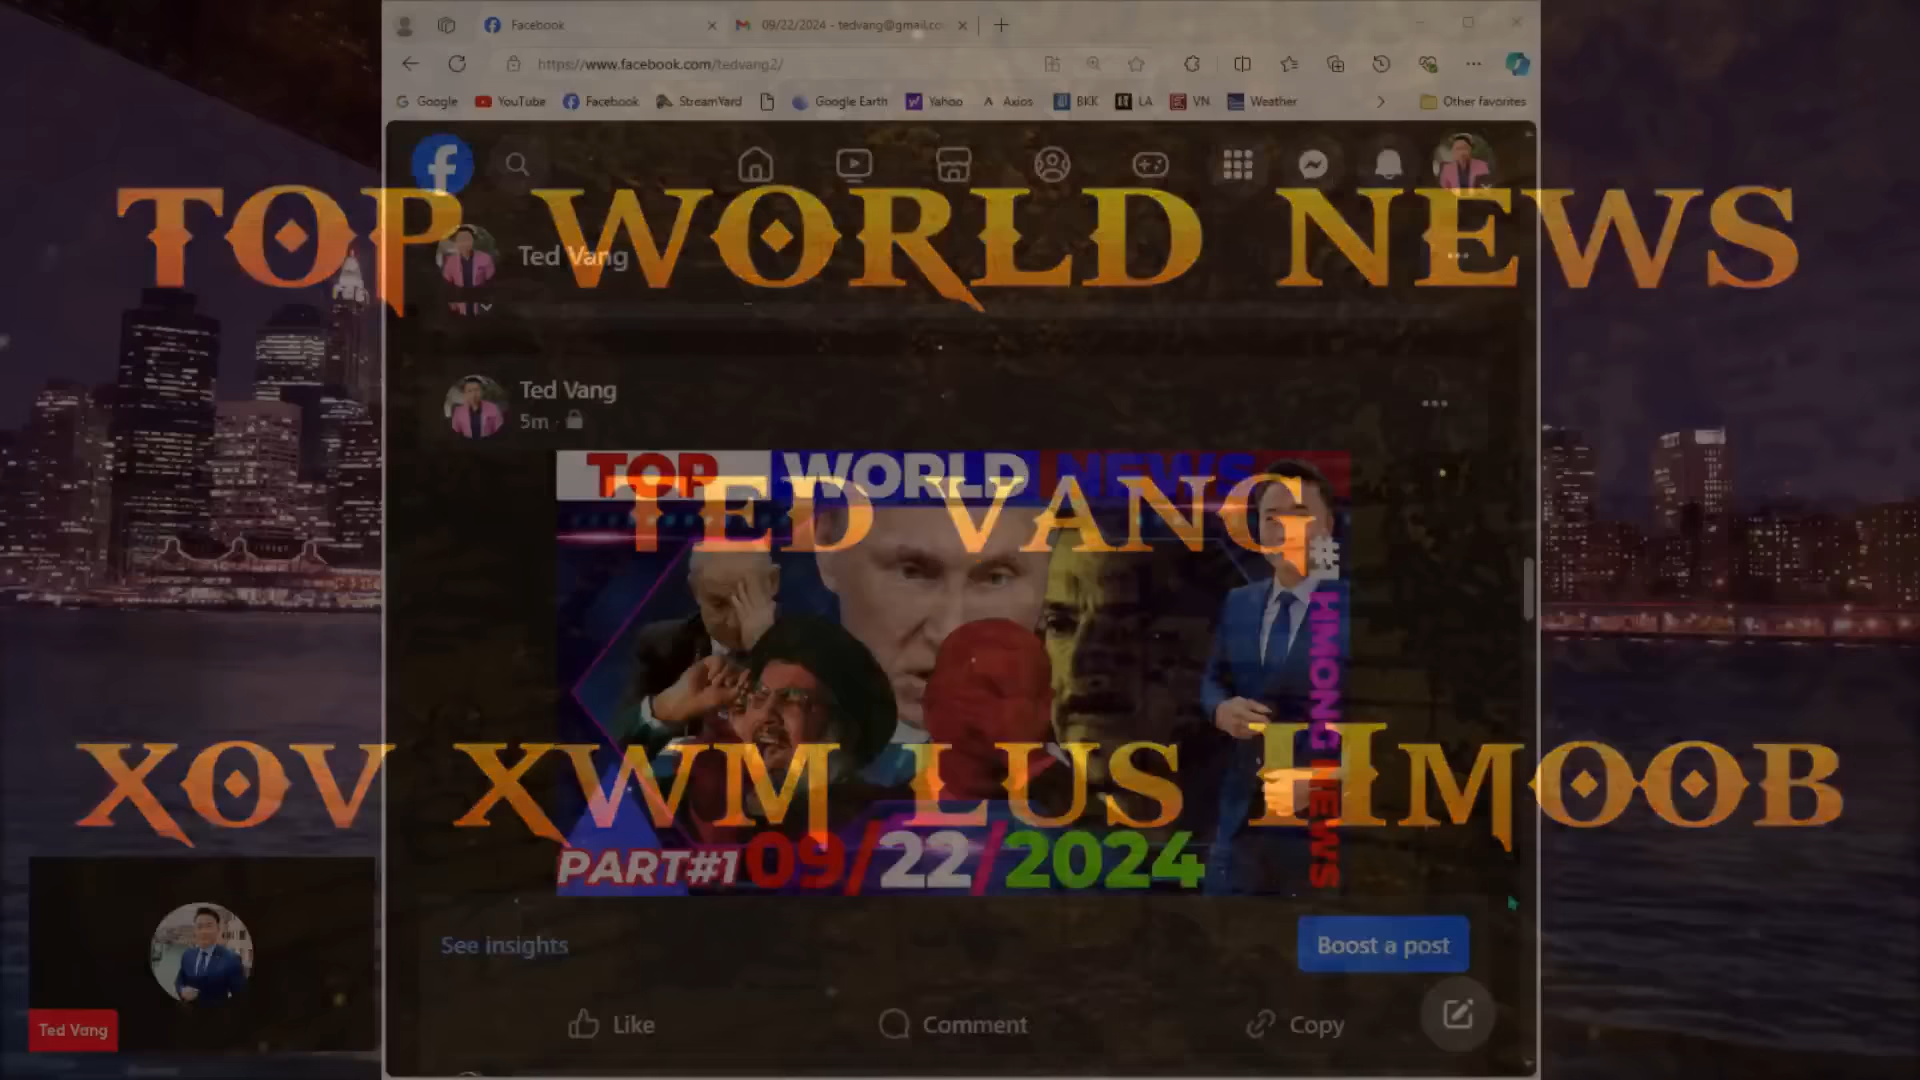 Facebook
09/22/2024 - tedvang@gmail.co
https://www.facebook.com/tedvang2/
Google
YouTube
Facebook
StreamYard
Google Earth
Yahoo
Axios
BKK
LA
VN
Weather
Other favorites
TOP WORLD NEWS
Ted Vang
Ted Vang
5m
TOP WORLD NEWS
TED VANG
#1 HMONG NEWS
XOV XWM LUS HMOOB
PART#1 09/22/2024
See insights
Boost a post
Like
Comment
Copy
Ted Vang